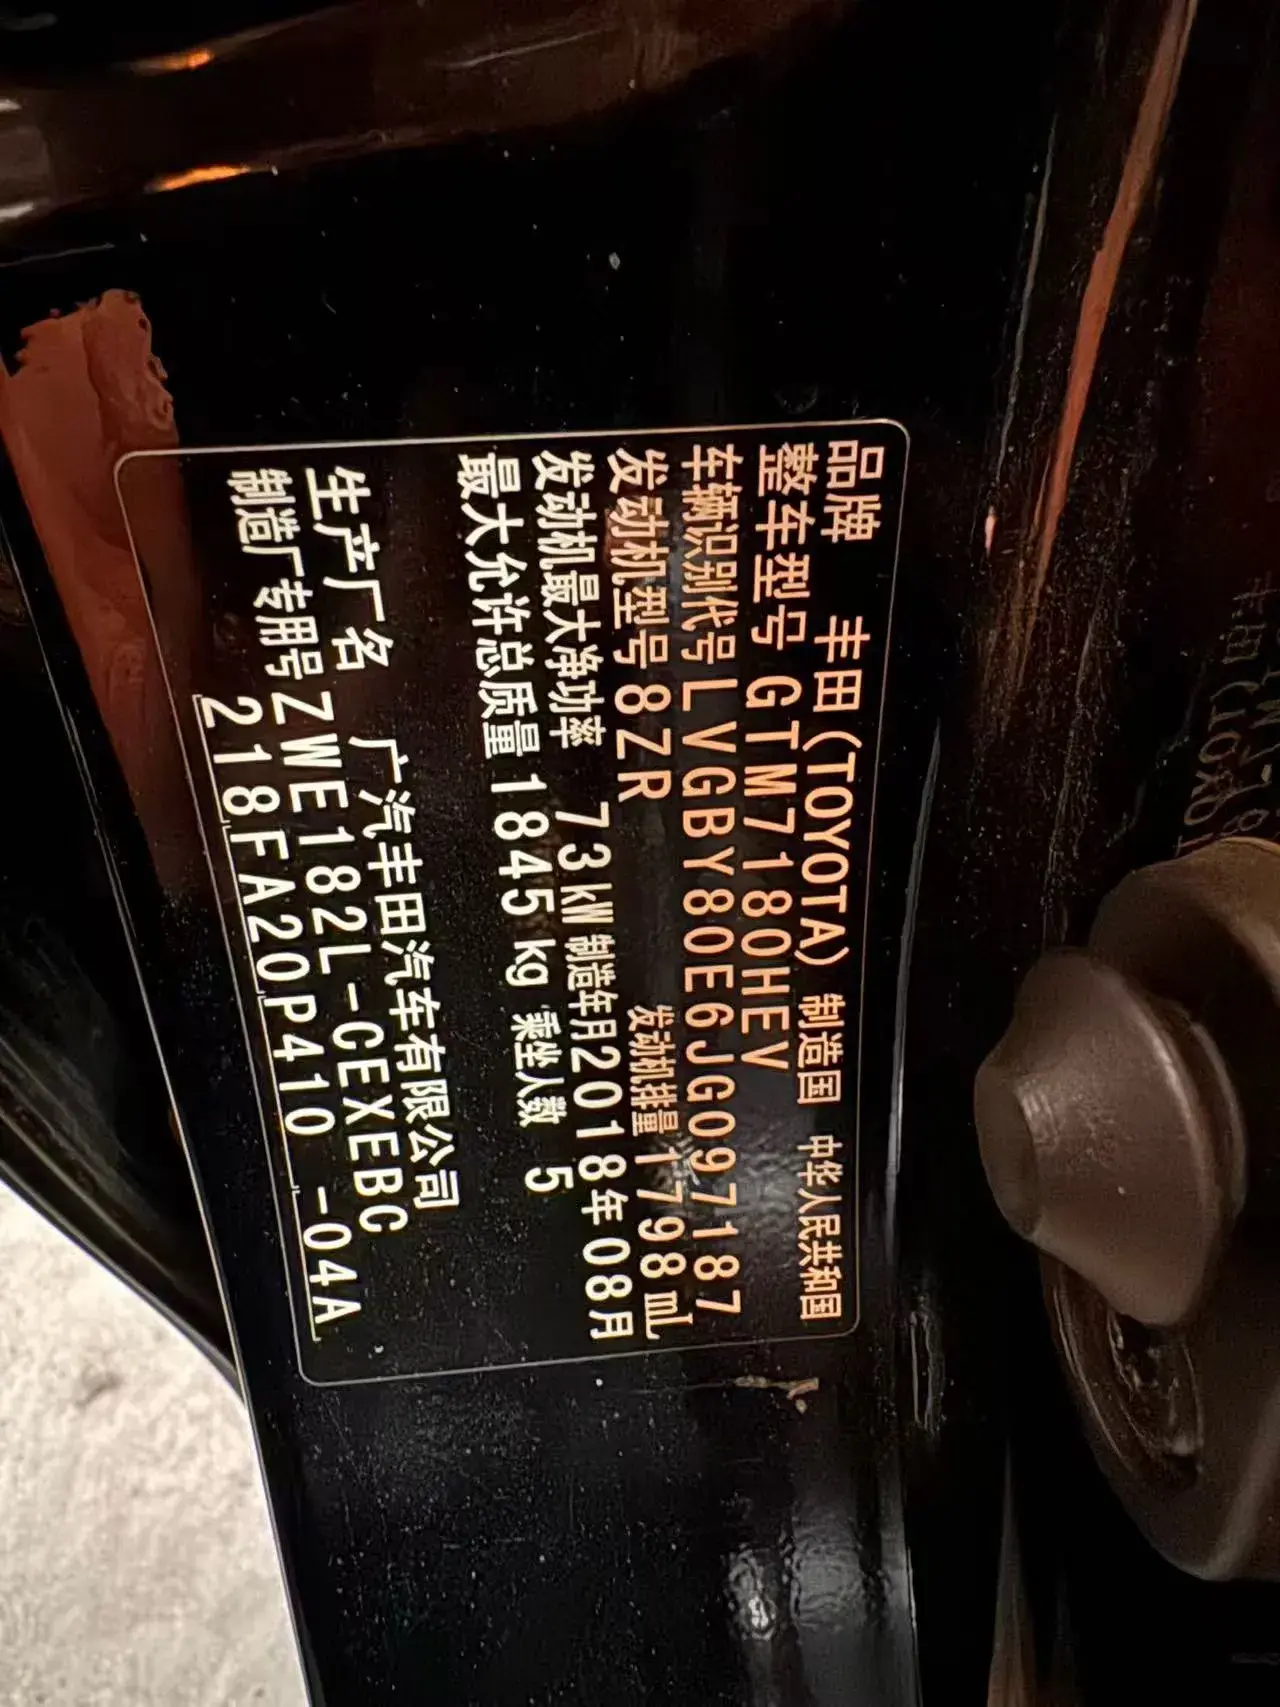 品牌 丰田(TOYOTA) 制造国 中华人民共和国
整车型号 GTM7180HEV
车辆识别代号 LVGBY80E6JG097187
发动机型号 8ZR 发动机排量 1798 mL
发动机最大净功率 73 kW 制造年月 2018年08月
最大允许总质量 1845 kg 乘坐人数 5
生产厂名 广汽丰田汽车有限公司
制造厂专用号 ZWE182L-CEXEBC
218FA20P410 -04A